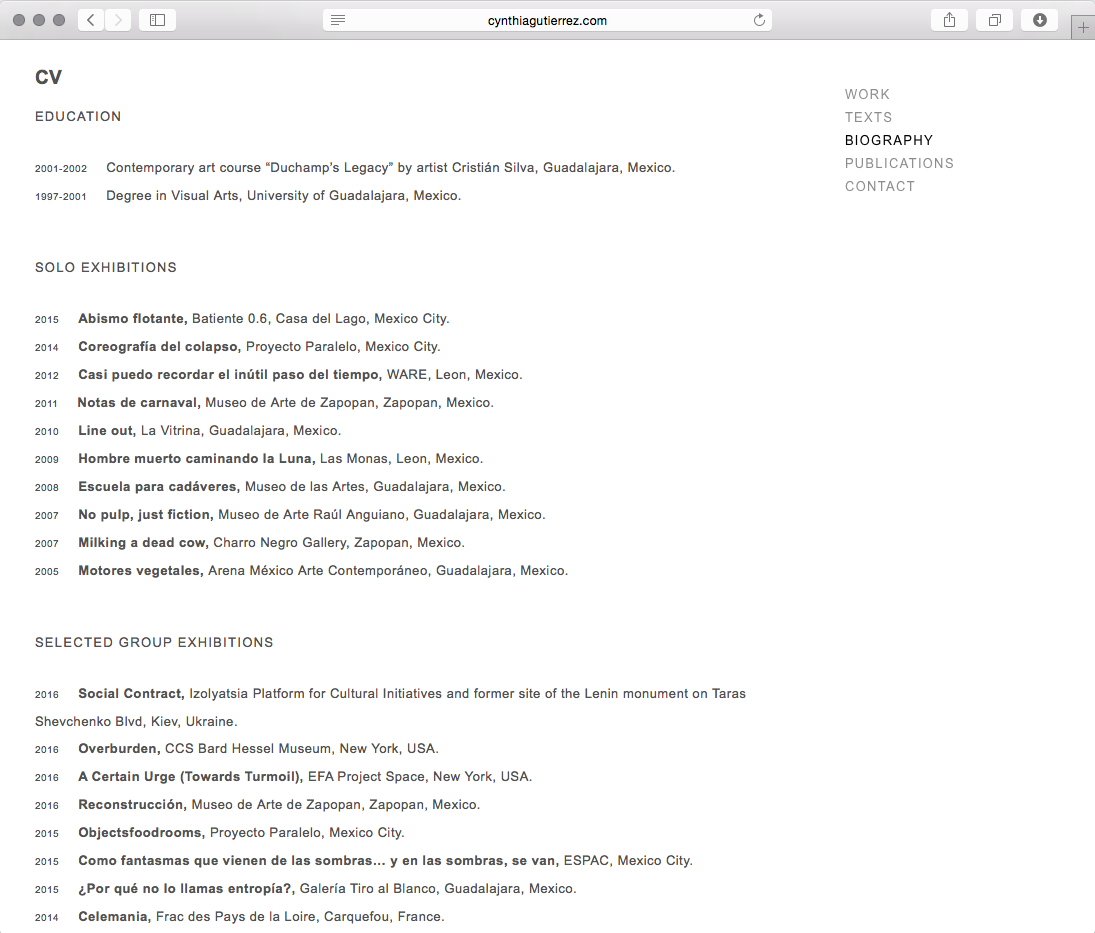 cynthiagutierrez.com
CV
EDUCATION
2001-2002 Contemporary art course “Duchamp’s Legacy” by artist Cristián Silva, Guadalajara, Mexico.
1997-2001 Degree in Visual Arts, University of Guadalajara, Mexico.
SOLO EXHIBITIONS
2015 Abismo flotante, Batiente 0.6, Casa del Lago, Mexico City.
2014 Coreografía del colapso, Proyecto Paralelo, Mexico City.
2012 Casi puedo recordar el inútil paso del tiempo, WARE, Leon, Mexico.
2011 Notas de carnaval, Museo de Arte de Zapopan, Zapopan, Mexico.
2010 Line out, La Vitrina, Guadalajara, Mexico.
2009 Hombre muerto caminando la Luna, Las Monas, Leon, Mexico.
2008 Escuela para cadáveres, Museo de las Artes, Guadalajara, Mexico.
2007 No pulp, just fiction, Museo de Arte Raúl Anguiano, Guadalajara, Mexico.
2007 Milking a dead cow, Charro Negro Gallery, Zapopan, Mexico.
2005 Motores vegetales, Arena México Arte Contemporáneo, Guadalajara, Mexico.
SELECTED GROUP EXHIBITIONS
2016 Social Contract, Izolyatsia Platform for Cultural Initiatives and former site of the Lenin monument on Taras
Shevchenko Blvd, Kiev, Ukraine.
2016 Overburden, CCS Bard Hessel Museum, New York, USA.
2016 A Certain Urge (Towards Turmoil), EFA Project Space, New York, USA.
2016 Reconstrucción, Museo de Arte de Zapopan, Zapopan, Mexico.
2015 Objectsfoodrooms, Proyecto Paralelo, Mexico City.
2015 Como fantasmas que vienen de las sombras… y en las sombras, se van, ESPAC, Mexico City.
2015 ¿Por qué no lo llamas entropía?, Galería Tiro al Blanco, Guadalajara, Mexico.
2014 Celemania, Frac des Pays de la Loire, Carquefou, France.
WORK
TEXTS
BIOGRAPHY
PUBLICATIONS
CONTACT